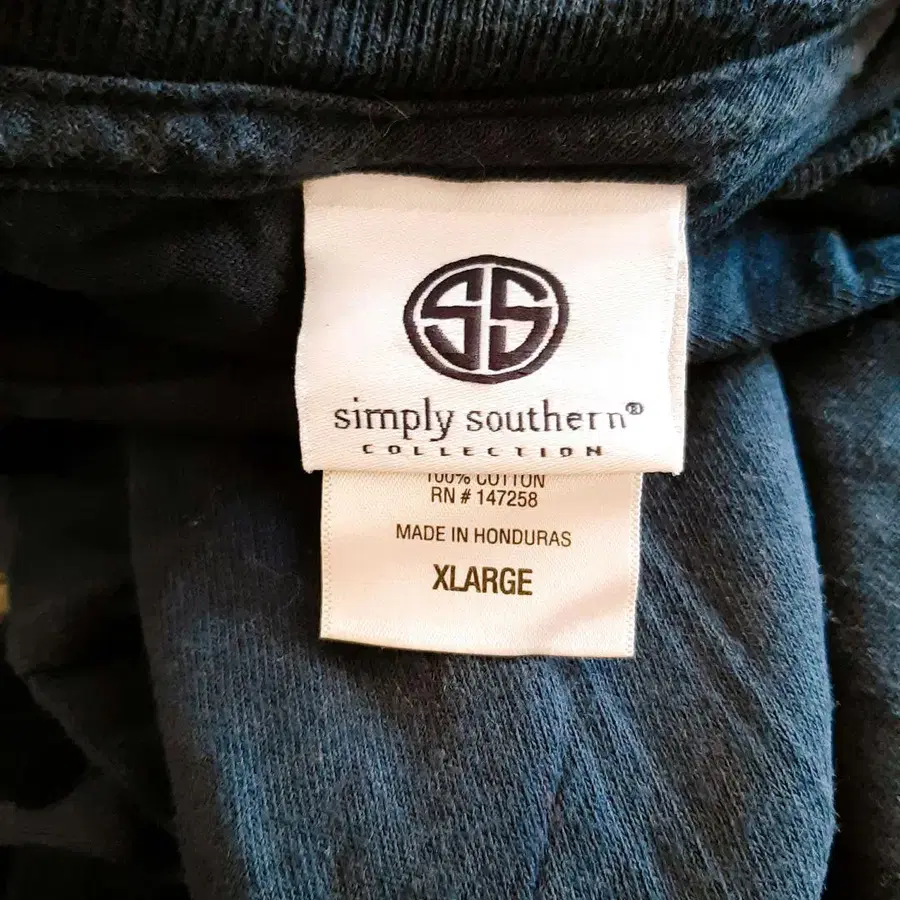 SS
simply southern®
COLLECTION
100% COTTON
RN # 147258
MADE IN HONDURAS
XLARGE